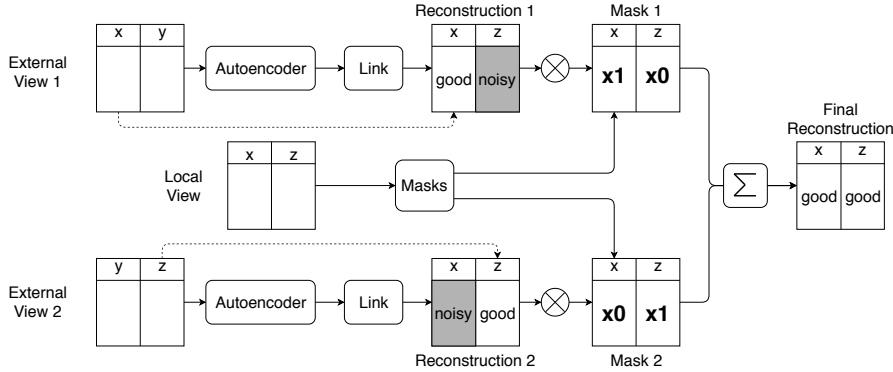 Reconstruction 1
Mask 1
x y
x z
x z
External
View 1
Autoencoder
Link
good noisy
x1 x0
Final
Reconstruction
x z
x z
Local
View
Masks
∑
good good
y z
x z
x z
External
View 2
Autoencoder
Link
noisy good
x0 x1
Reconstruction 2
Mask 2